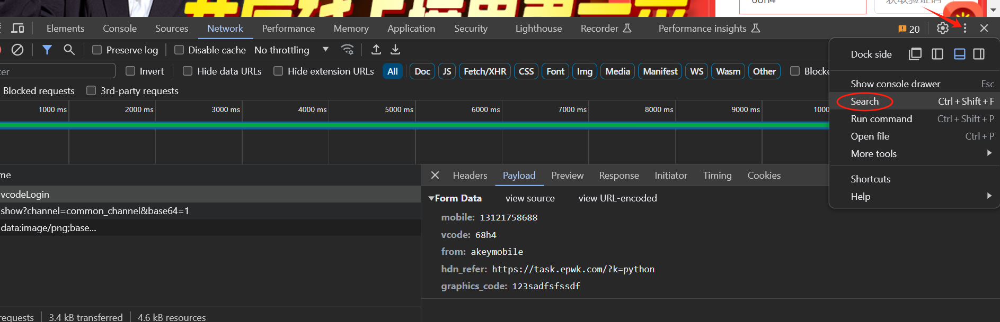 68h4
获取验证码
Elements Console Sources Network Performance Memory Application Security Lighthouse Recorder Performance insights 20
Preserve log Disable cache No throttling
ter Invert Hide data URLs Hide extension URLs All Doc JS Fetch/XHR CSS Font Img Media Manifest WS Wasm Other Blocke
Blocked requests 3rd-party requests
1000 ms 2000 ms 3000 ms 4000 ms 5000 ms 6000 ms 7000 ms 8000 ms 9000 ms 1000
Dock side
Show console drawer Esc
Search Ctrl + Shift + F
Run command Ctrl + Shift + P
Open file Ctrl + P
More tools
Shortcuts
Help
me
vcodeLogin
show?channel=common_channel&base64=1
data:image/png;base...
Headers Payload Preview Response Initiator Timing Cookies
Form Data view source view URL-encoded
mobile: 13121758688
vcode: 68h4
from: akeymobile
hdn_refer: https://task.epwk.com/?k=python
graphics_code: 123sadfsfssdf
requests 3.4 kB transferred 4.6 kB resources